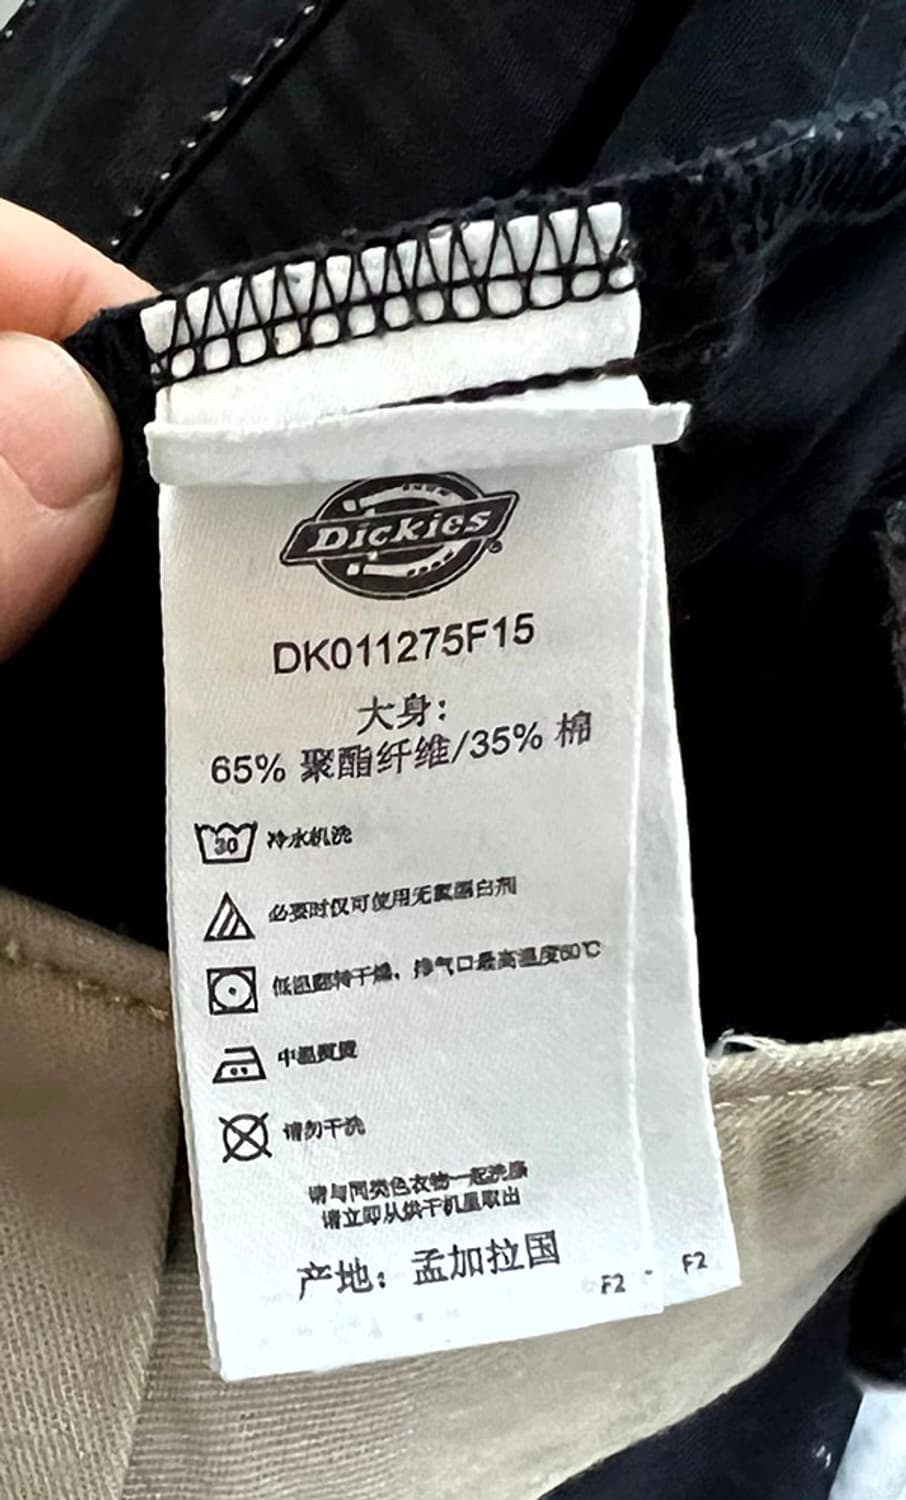 Dickies®
DK011275F15
大身：
65% 聚酯纤维/35% 棉
30 冷水机洗
必要时仅可使用无氯漂白剂
低温翻转干燥，排气口最高温度60℃
中温熨烫
请勿干洗
请与同类色衣物一起洗涤
请立即从烘干机里取出
产地：孟加拉国
F2 - F2